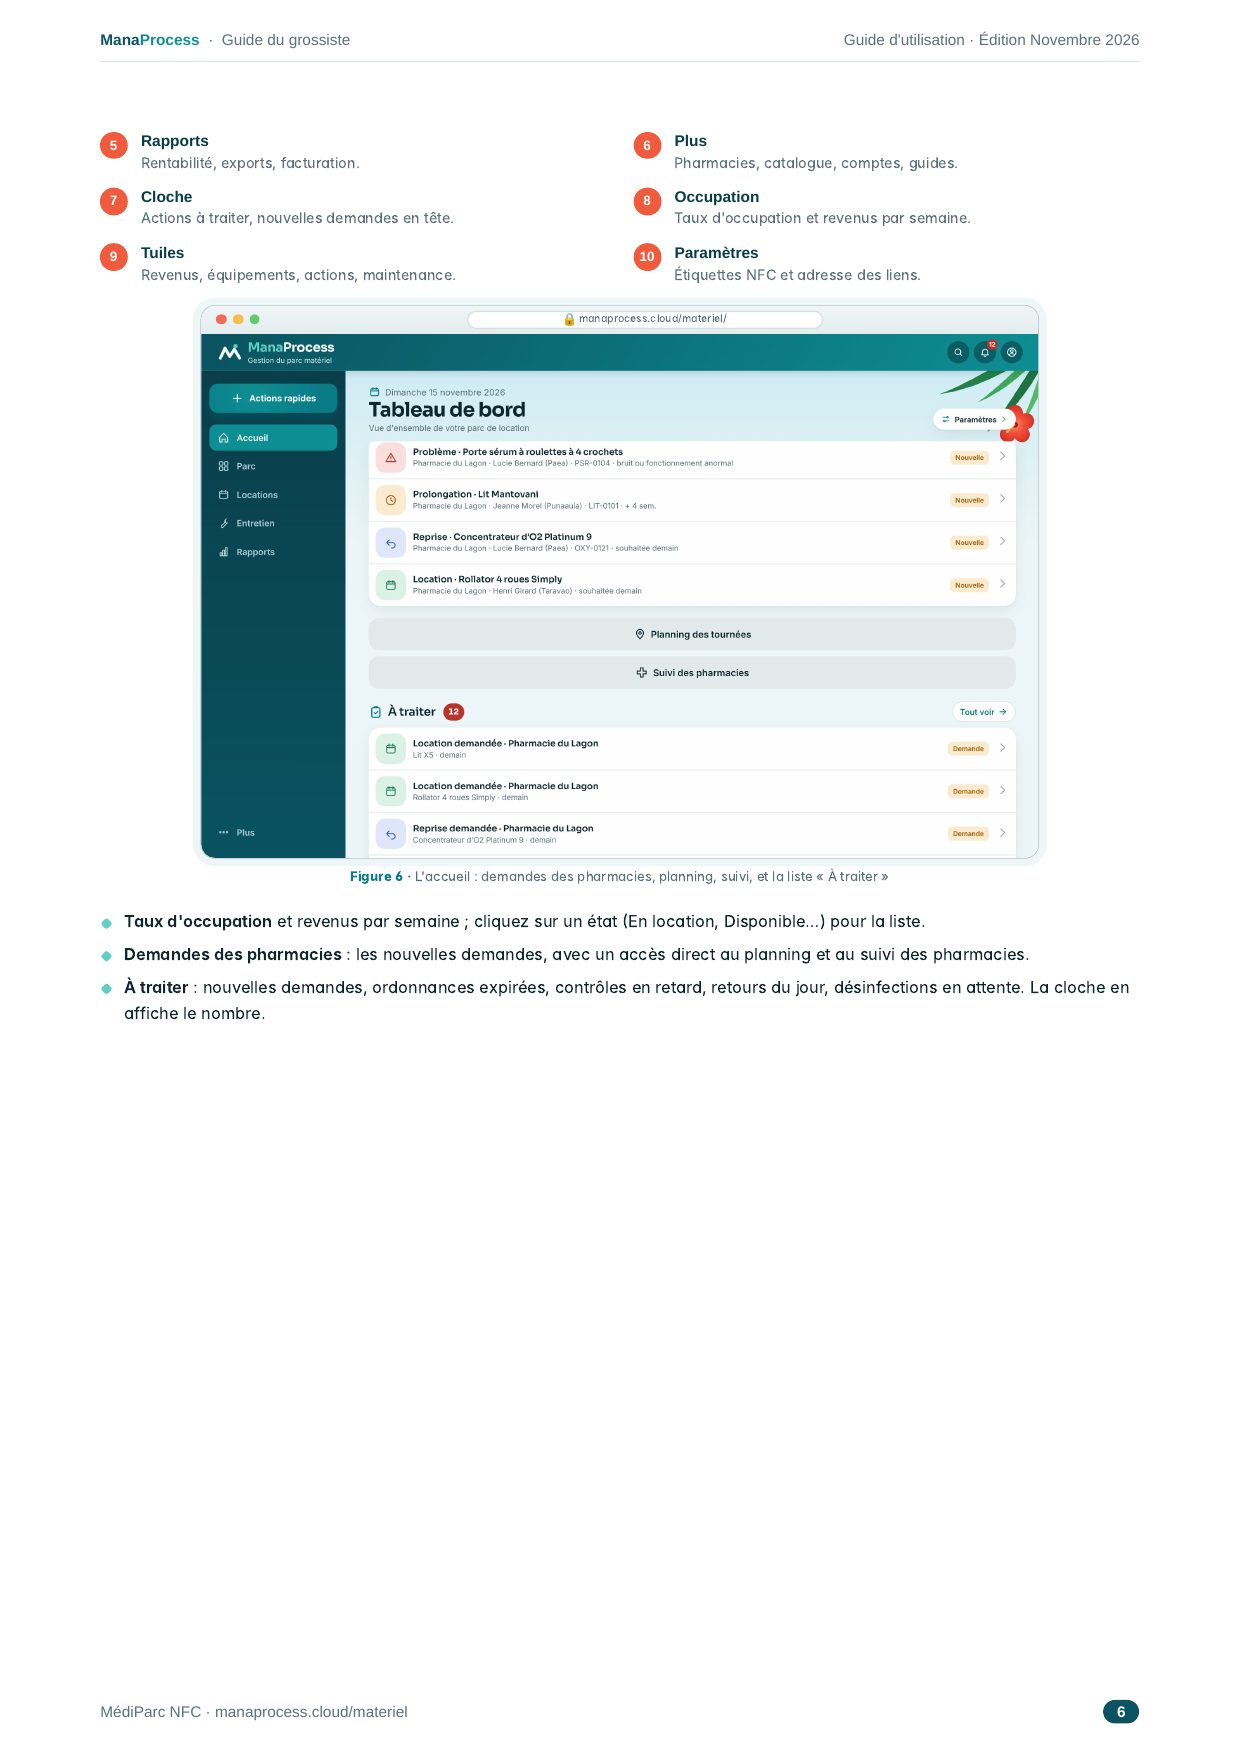 ManaProcess · Guide du grossiste
Guide d'utilisation · Édition Novembre 2026
5 Rapports
Rentabilité, exports, facturation.
6 Plus
Pharmacies, catalogue, comptes, guides.
7 Cloche
Actions à traiter, nouvelles demandes en tête.
8 Occupation
Taux d'occupation et revenus par semaine.
9 Tuiles
Revenus, équipements, actions, maintenance.
10 Paramètres
Étiquettes NFC et adresse des liens.
manaprocess.cloud/materiel/
ManaProcess
Gestion du parc matériel
12
Actions rapides
Accueil
Parc
Locations
Entretien
Rapports
Plus
Dimanche 15 novembre 2026
Tableau de bord
Vue d'ensemble de votre parc de location
Paramètres
Problème · Porte sérum à roulettes à 4 crochets
Pharmacie du Lagon · Lucie Bernard (Paea) · PSR-0104 · bruit ou fonctionnement anormal
Nouvelle
Prolongation · Lit Mantovani
Pharmacie du Lagon · Jeanne Morel (Punaauia) · LIT-0101 · + 4 sem.
Nouvelle
Reprise · Concentrateur d'O2 Platinum 9
Pharmacie du Lagon · Lucie Bernard (Paea) · OXY-0121 · souhaitée demain
Nouvelle
Location · Rollator 4 roues Simply
Pharmacie du Lagon · Henri Girard (Taravao) · souhaitée demain
Nouvelle
Planning des tournées
Suivi des pharmacies
À traiter 12
Tout voir
Location demandée · Pharmacie du Lagon
Lit X5 · demain
Demande
Location demandée · Pharmacie du Lagon
Rollator 4 roues Simply · demain
Demande
Reprise demandée · Pharmacie du Lagon
Concentrateur d'O2 Platinum 9 · demain
Demande
Figure 6 · L'accueil : demandes des pharmacies, planning, suivi, et la liste « À traiter »
Taux d'occupation et revenus par semaine ; cliquez sur un état (En location, Disponible...) pour la liste.
Demandes des pharmacies : les nouvelles demandes, avec un accès direct au planning et au suivi des pharmacies.
À traiter : nouvelles demandes, ordonnances expirées, contrôles en retard, retours du jour, désinfections en attente. La cloche en
affiche le nombre.
MédiParc NFC · manaprocess.cloud/materiel
6